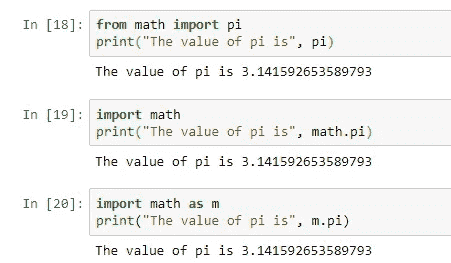 In [18]: from math import pi
print("The value of pi is", pi)
The value of pi is 3.141592653589793
In [19]: import math
print("The value of pi is", math.pi)
The value of pi is 3.141592653589793
In [20]: import math as m
print("The value of pi is", m.pi)
The value of pi is 3.141592653589793